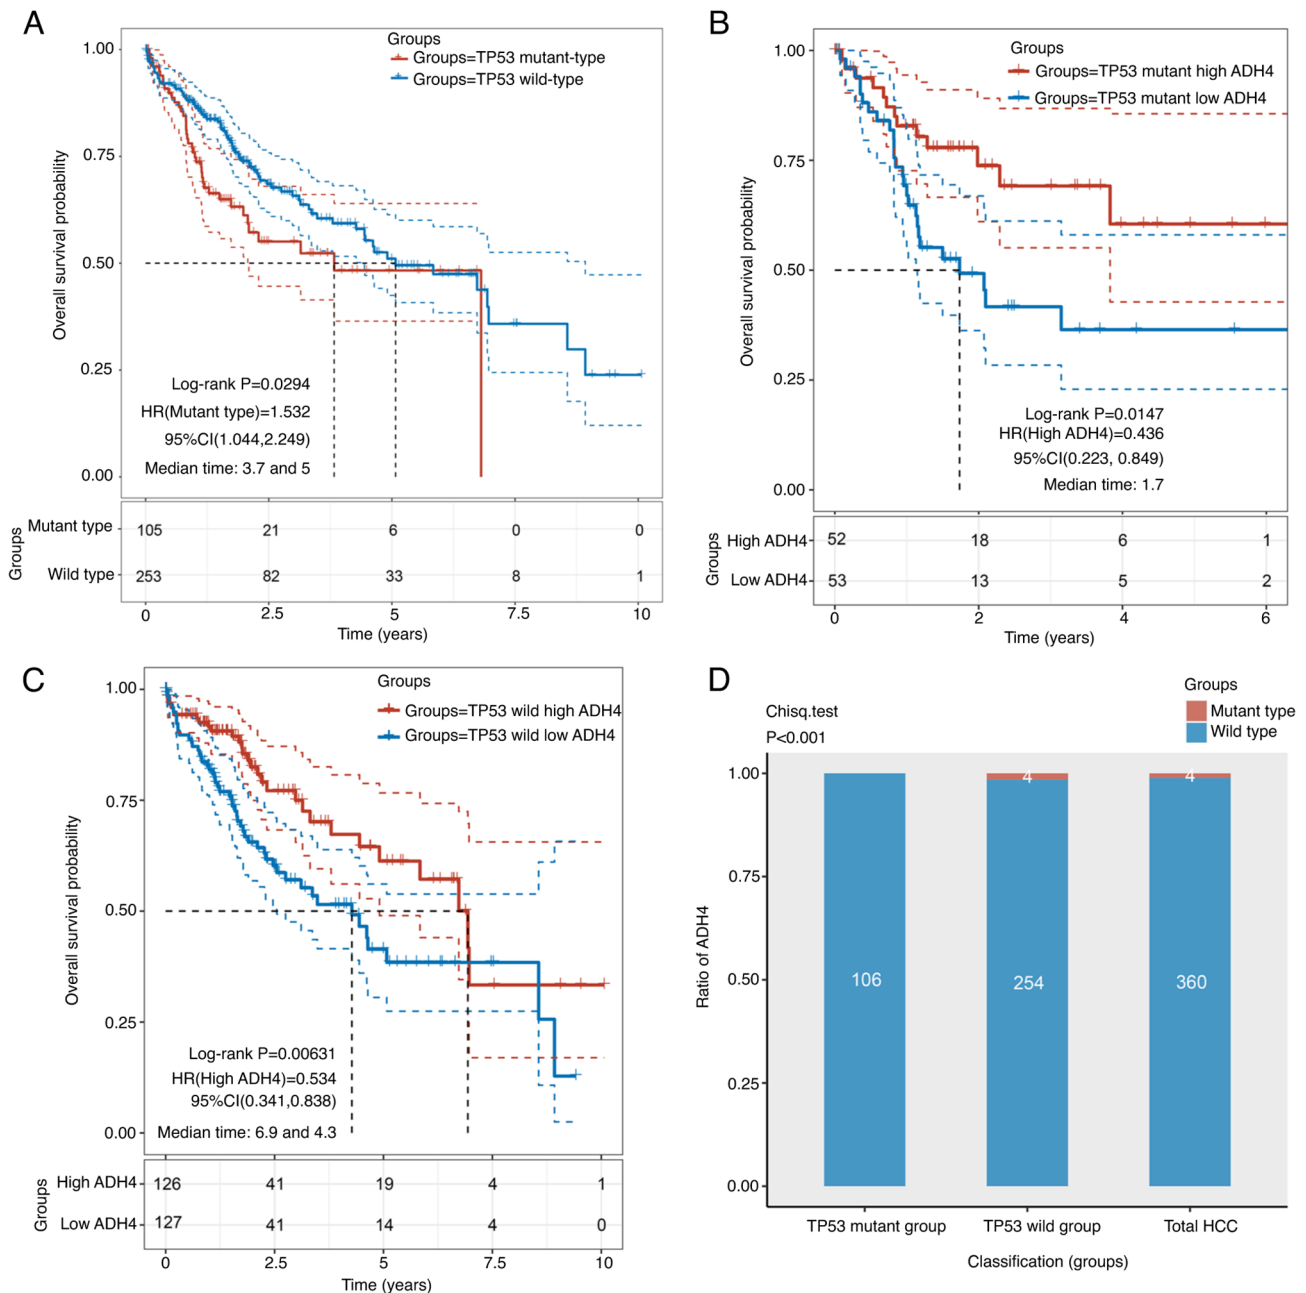 A
Groups
Groups=TP53 mutant-type
Groups=TP53 wild-type
1.00
0.75
0.50
0.25
0.00
Overall survival probability
Log-rank P=0.0294
HR(Mutant type)=1.532
95%CI(1.044,2.249)
Median time: 3.7 and 5
Groups
Mutant type 105 21 6 0 0
Wild type 253 82 33 8 1
0 2.5 5 7.5 10
Time (years)
B
Groups
Groups=TP53 mutant high ADH4
Groups=TP53 mutant low ADH4
1.00
0.75
0.50
0.25
0.00
Overall survival probability
Log-rank P=0.0147
HR(High ADH4)=0.436
95%CI(0.223, 0.849)
Median time: 1.7
Groups
High ADH4 52 18 6 1
Low ADH4 53 13 5 2
0 2 4 6
Time (years)
C
Groups
Groups=TP53 wild high ADH4
Groups=TP53 wild low ADH4
1.00
0.75
0.50
0.25
0.00
Overall survival probability
Log-rank P=0.00631
HR(High ADH4)=0.534
95%CI(0.341,0.838)
Median time: 6.9 and 4.3
Groups
High ADH4 126 41 19 4 1
Low ADH4 127 41 14 4 0
0 2.5 5 7.5 10
Time (years)
D
Groups
Mutant type
Wild type
Chisq.test
P<0.001
1.00
0.75
0.50
0.25
0.00
Ratio of ADH4
4 4
106 254 360
TP53 mutant group TP53 wild group Total HCC
Classification (groups)